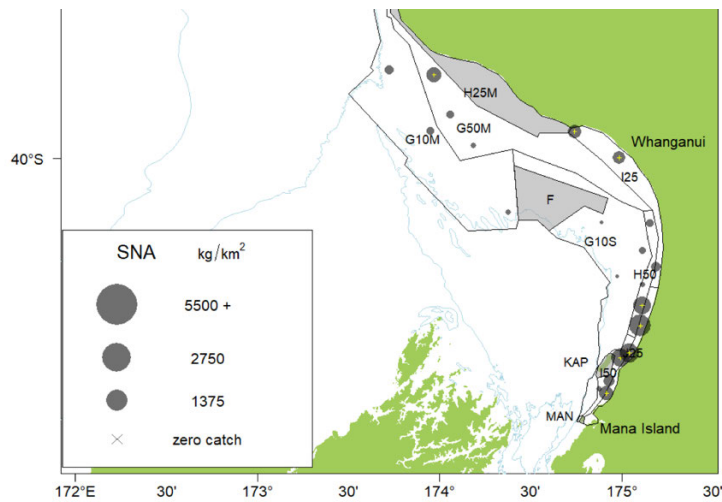 H25M
G50M
G10M
Whanganui
40°S
I25
F
G10S
SNA kg/km²
H50
5500 +
2750
KAP
I50
1375
MAN
Mana Island
zero catch
172°E 30' 173° 30' 174° 30' 175° 30'